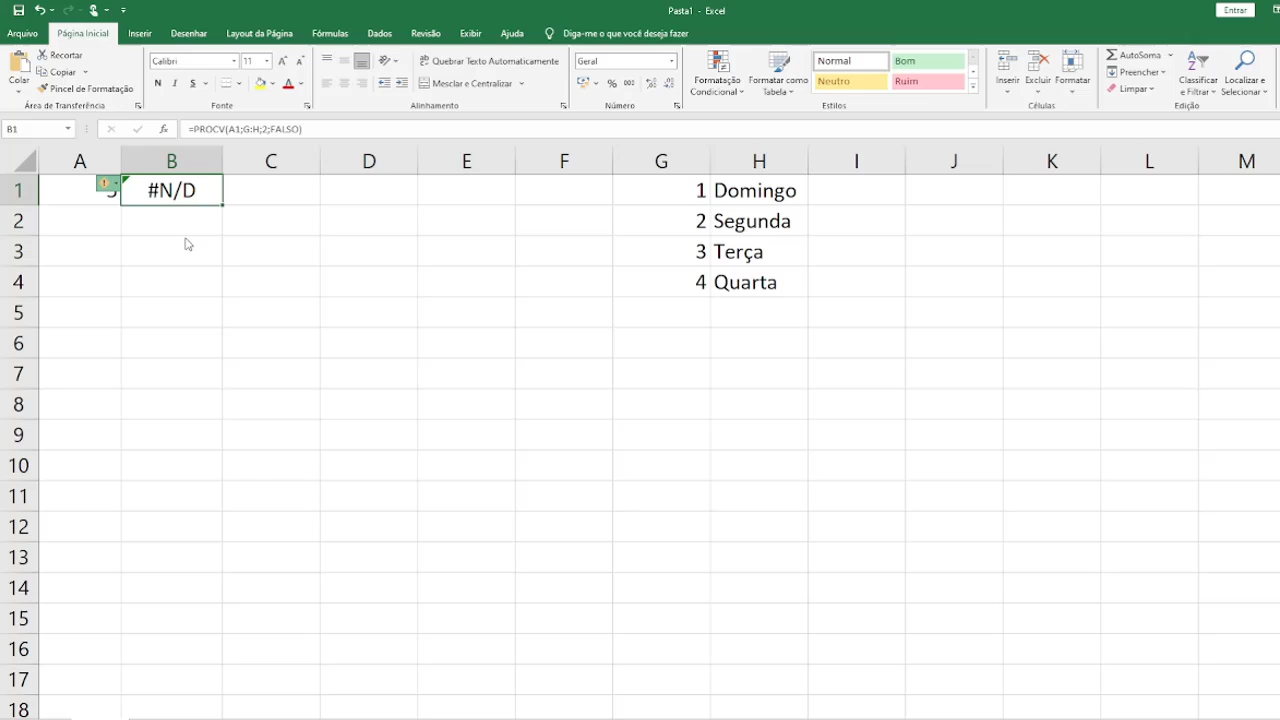 Pasta1 - Excel
Entrar
Arquivo Página Inicial Inserir Desenhar Layout da Página Fórmulas Dados Revisão Exibir Ajuda Diga-me o que você deseja fazer
Colar
Recortar
Copiar
Pincel de Formatação
Área de Transferência
Calibri 11
N I S A
Fonte
Quebrar Texto Automaticamente
Mesclar e Centralizar
Alinhamento
Geral
% 000
Número
Formatação Condicional
Formatar como Tabela
Normal Bom
Neutro Ruim
Estilos
Inserir Excluir Formatar
Células
AutoSoma
Preencher
Limpar
Classificar e Filtrar
Localizar e Selecionar
Edição
B1 fx =PROCV(A1;G:H;2;FALSO)
A B C D E F G H I J K L M
1 #N/D 1 Domingo
2 2 Segunda
3 3 Terça
4 4 Quarta
5
6
7
8
9
10
11
12
13
14
15
16
17
18